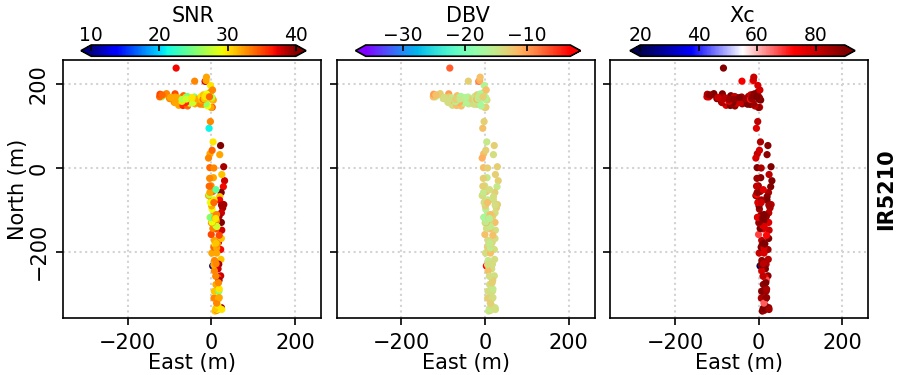 SNR DBV Xc
10 20 30 40 −30 −20 −10 20 40 60 80
200
0
−200
North (m)
−200 0 200 −200 0 200 −200 0 200
East (m) East (m) East (m)
IR5210